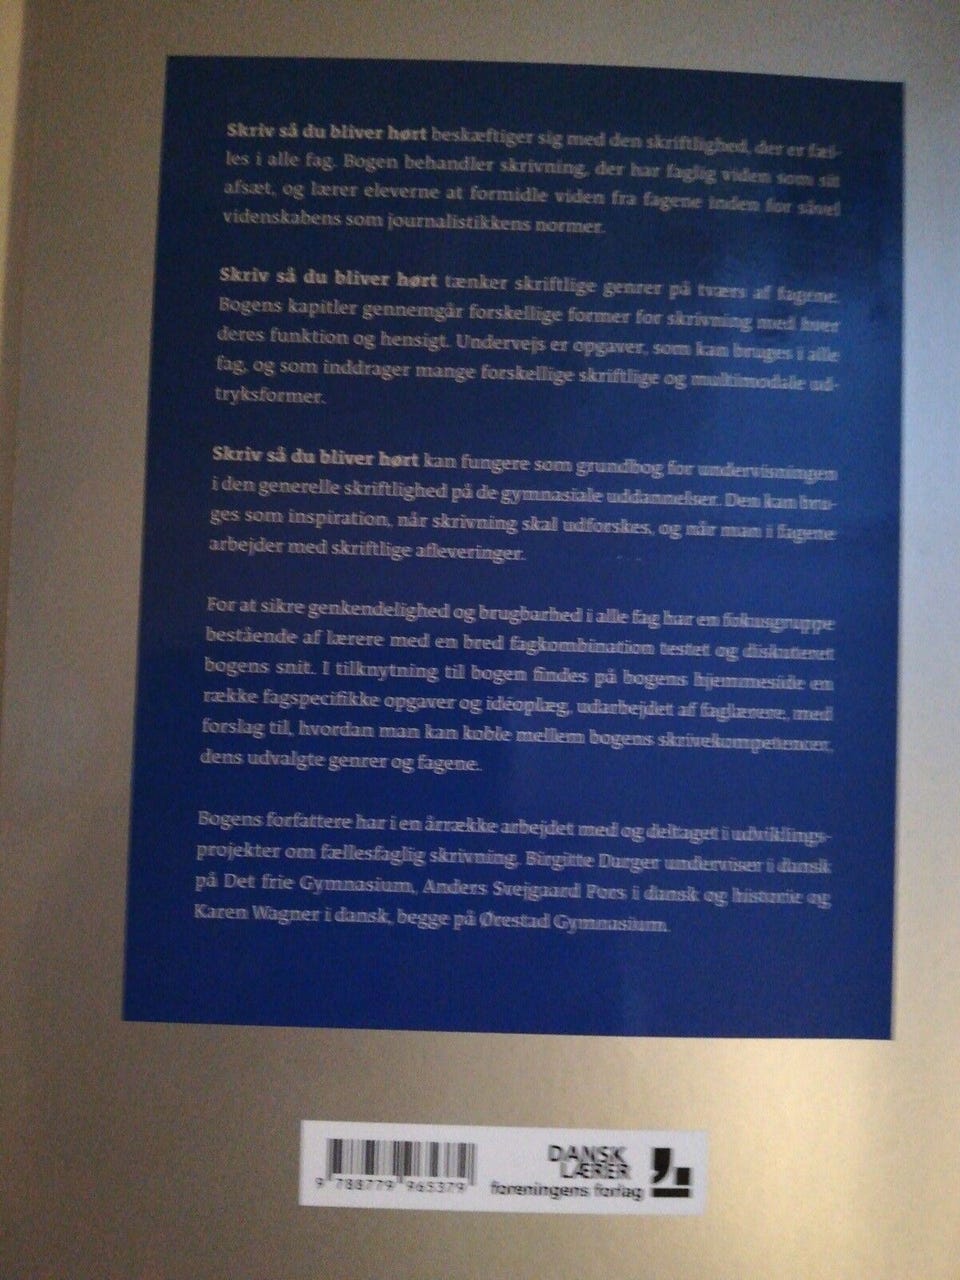 Skriv så du bliver hørt beskæftiger sig med den skriftlighed, der er fæl-
les i alle fag. Bogen behandler skrivning, der har faglig viden som sit
afsæt, og lærer eleverne at formidle viden fra fagene inden for såvel
videnskabens som journalistikkens normer.
Skriv så du bliver hørt tænker skriftlige genrer på tværs af fagene.
Bogens kapitler gennemgår forskellige former for skrivning med hver
deres funktion og hensigt. Undervejs er opgaver, som kan bruges i alle
fag, og som inddrager mange forskellige skriftlige og multimodale ud-
tryksformer.
Skriv så du bliver hørt kan fungere som grundbog for undervisningen
i den generelle skriftlighed på de gymnasiale uddannelser. Den kan bru-
ges som inspiration, når skrivning skal udforskes, og når man i fagene
arbejder med skriftlige afleveringer.
For at sikre genkendelighed og brugbarhed i alle fag har en fokusgruppe
bestående af lærere med en bred fagkombination testet og diskuteret
bogens snit. I tilknytning til bogen findes på bogens hjemmeside en
række fagspecifikke opgaver og idéoplæg, udarbejdet af faglærere, med
forslag til, hvordan man kan koble mellem bogens skrivekompetencer,
dens udvalgte genrer og fagene.
Bogens forfattere har i en årrække arbejdet med og deltaget i udviklings-
projekter om fællesfaglig skrivning. Birgitte Darger underviser i dansk
på Det frie Gymnasium, Anders Svejgaard Pors i dansk og historie og
Karen Wagner i dansk, begge på Ørestad Gymnasium.
9 788779 965379
DANSK
LÆRER
foreningens forlag